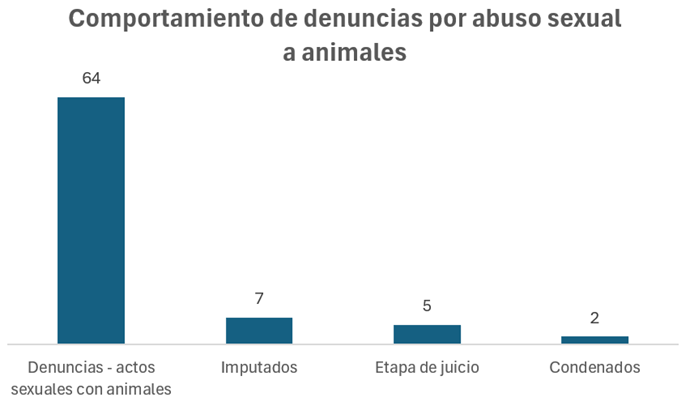 Comportamiento de denuncias por abuso sexual
a animales
64
7
5
2
Denuncias - actos
sexuales con animales
Imputados
Etapa de juicio
Condenados